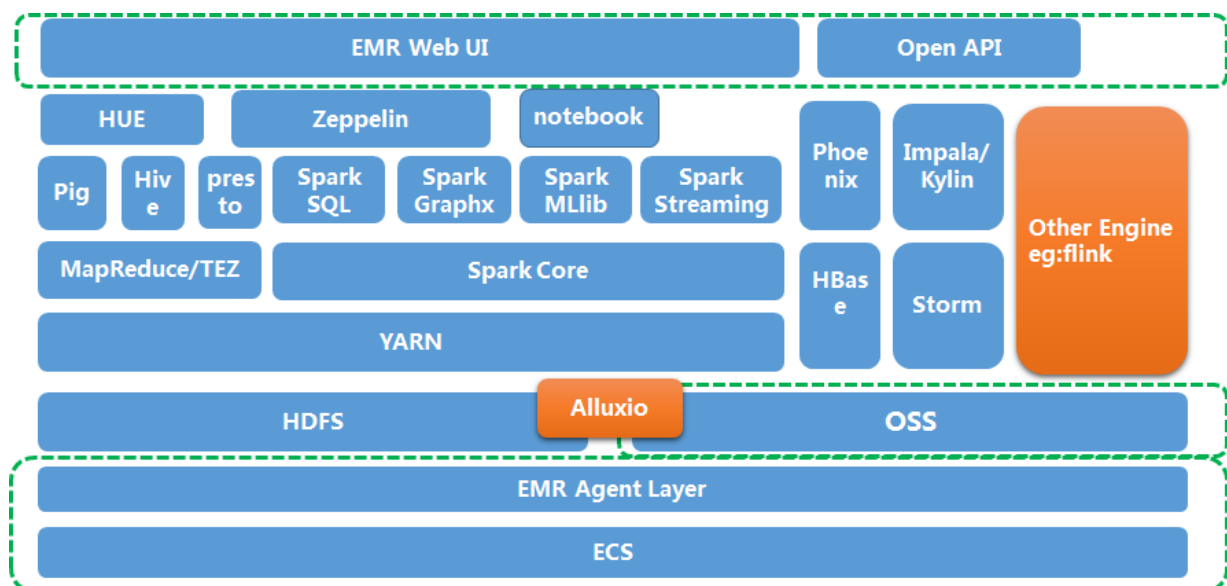 EMR Web UI
Open API
HUE
Zeppelin
notebook
Phoe
nix
Impala/
Kylin
Other Engine
eg:flink
Pig
Hiv
e
pres
to
Spark
SQL
Spark
Graphx
Spark
MLlib
Spark
Streaming
MapReduce/TEZ
Spark Core
HBas
e
Storm
YARN
HDFS
Alluxio
OSS
EMR Agent Layer
ECS